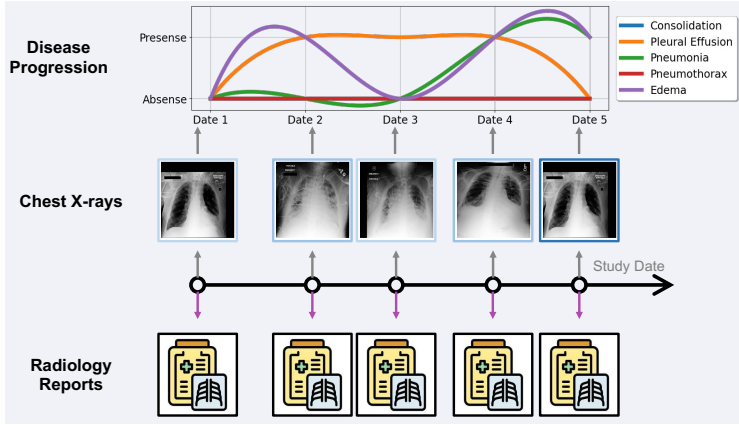 Disease
Progression
Presense
Absense
Date 1
Date 2
Date 3
Date 4
Date 5
Consolidation
Pleural Effusion
Pneumonia
Pneumothorax
Edema
Chest X-rays
Study Date
Radiology
Reports